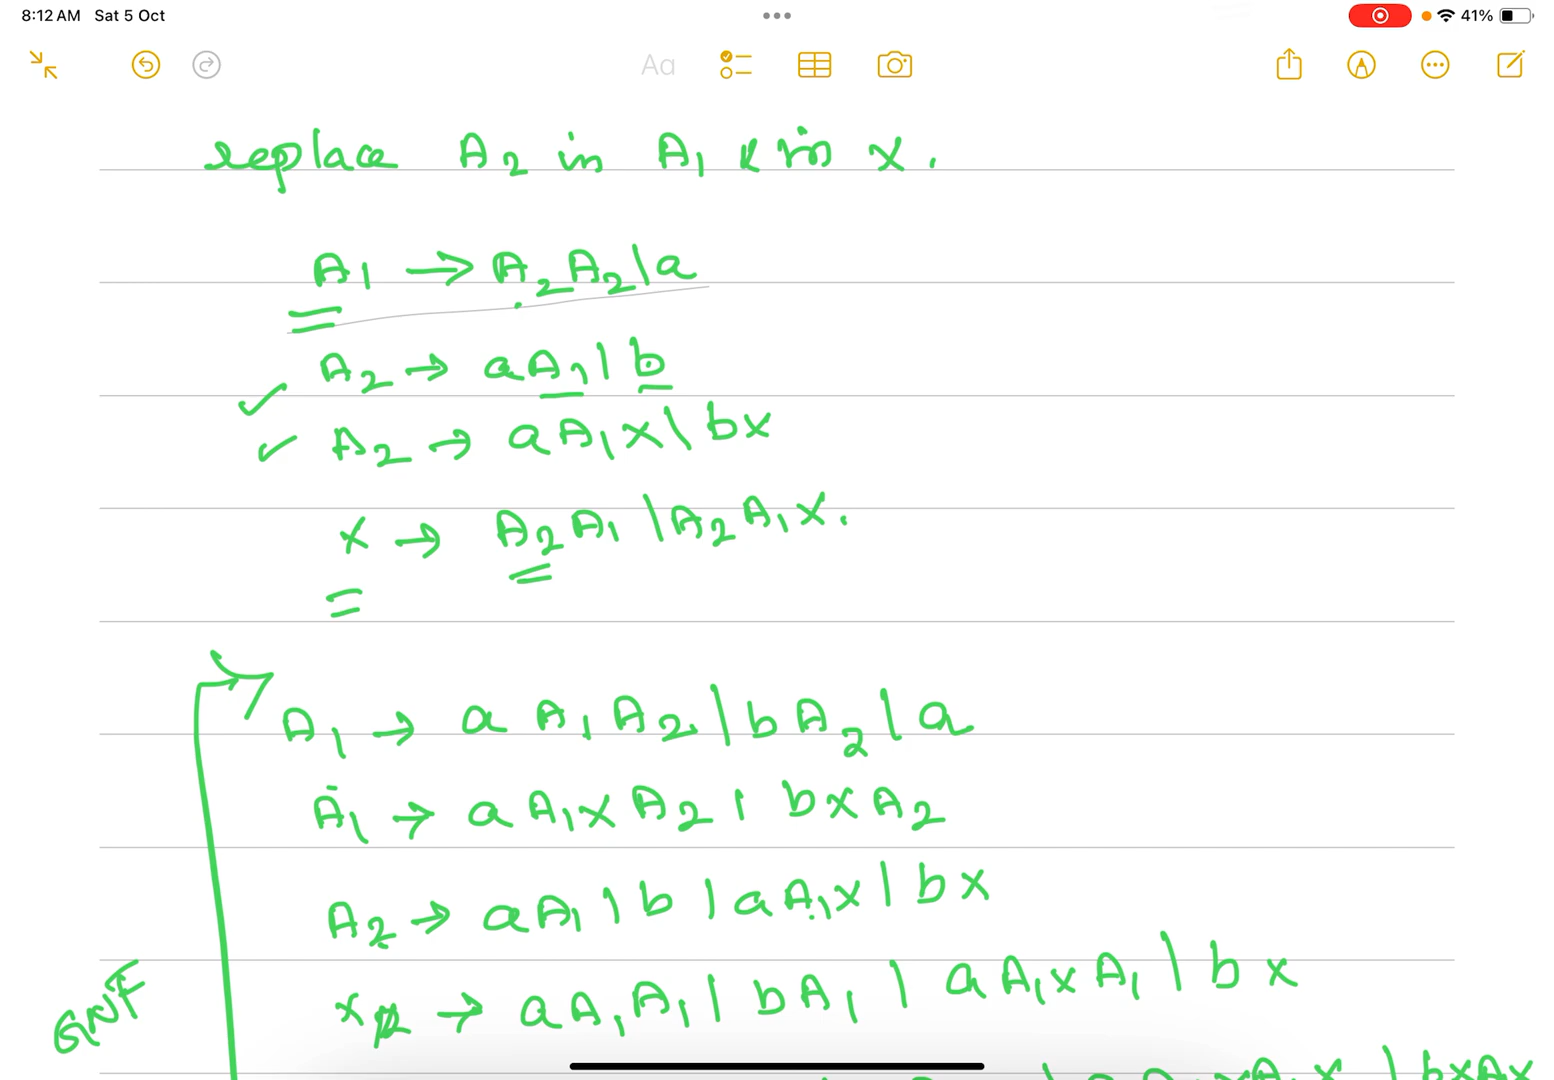 8:12 AM Sat 5 Oct
41%
Aa
replace A2 in A1 & in x.
A1 → A2A2|a
A2 → aA1|b
A2 → aA1x|bx
x → A2A1|A2A1x.
A1 → aA1A2|bA2|a
A1 → aA1xA2|bxA2
A2 → aA1|b|aA1x|bx
x → aA1A1|bA1|aA1xA1|bx
GNF